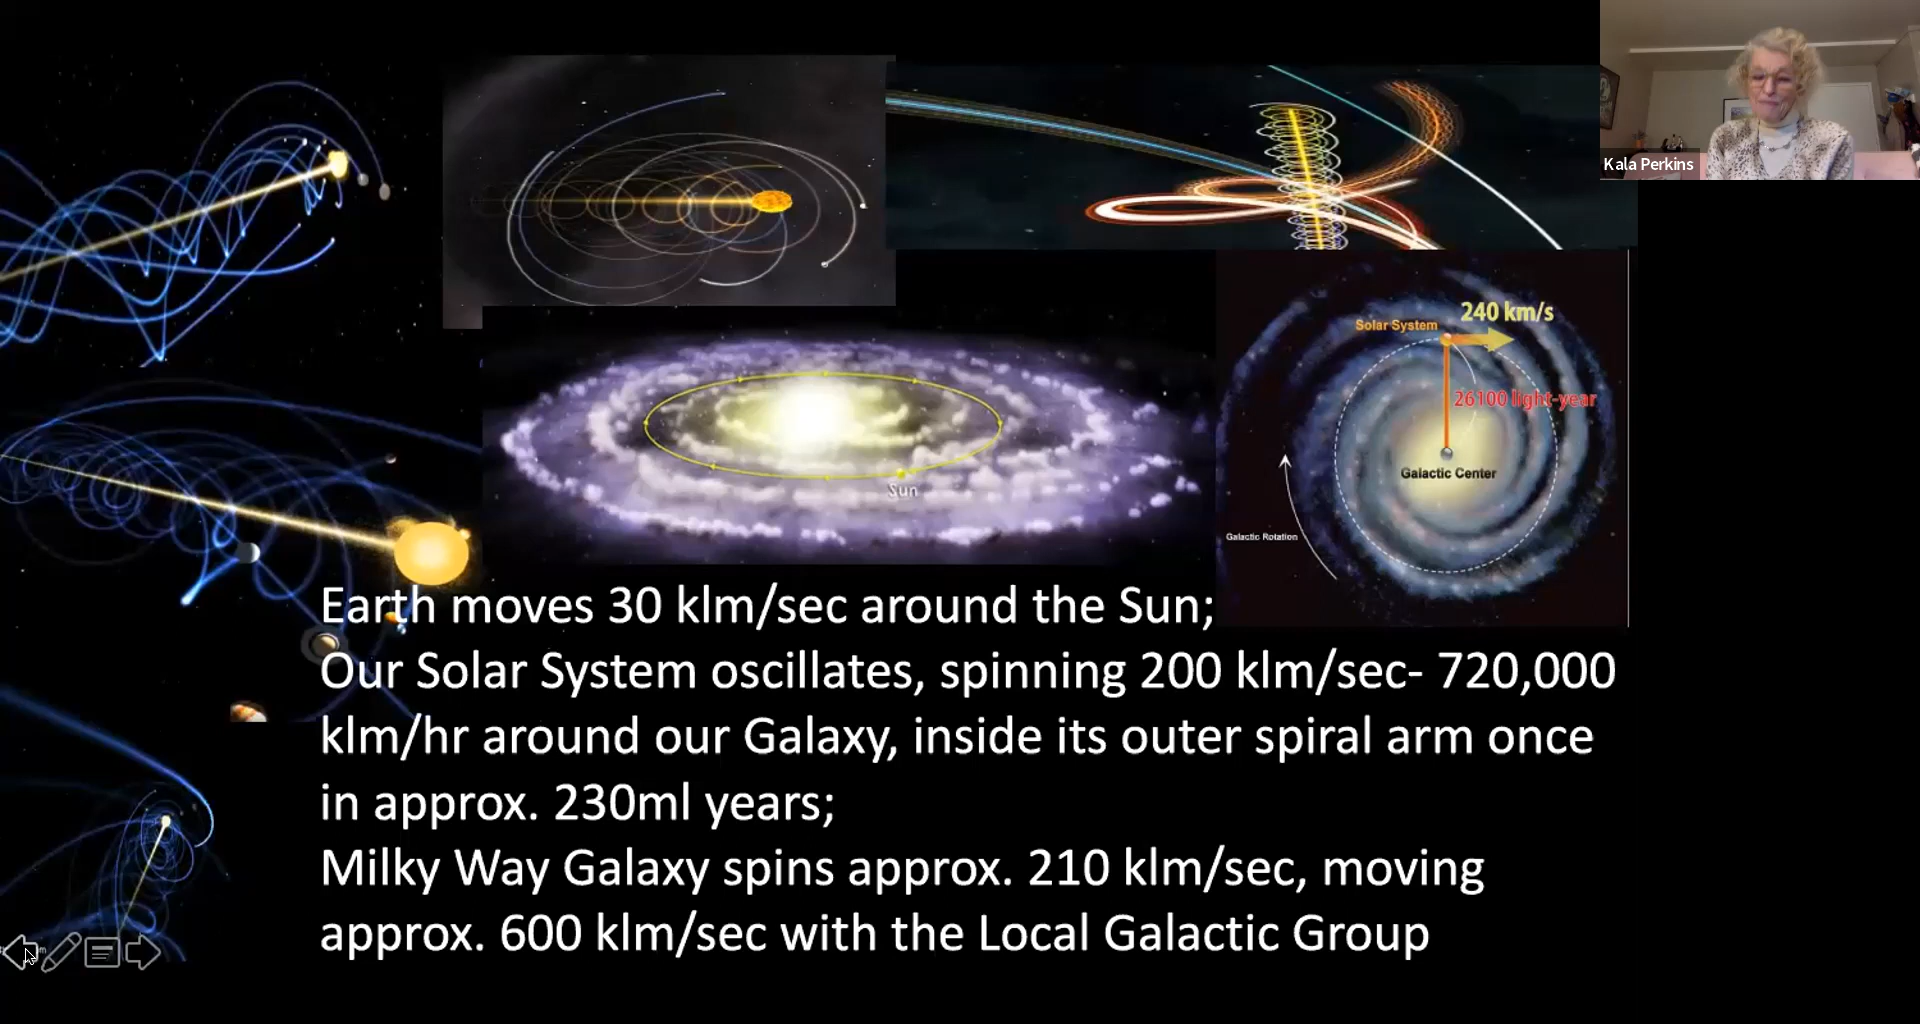 Kala Perkins
240 km/s
Solar System
26100 light-year
Galactic Center
Galactic Rotation
Sun
Earth moves 30 klm/sec around the Sun;
Our Solar System oscillates, spinning 200 klm/sec- 720,000
klm/hr around our Galaxy, inside its outer spiral arm once
in approx. 230ml years;
Milky Way Galaxy spins approx. 210 klm/sec, moving
approx. 600 klm/sec with the Local Galactic Group